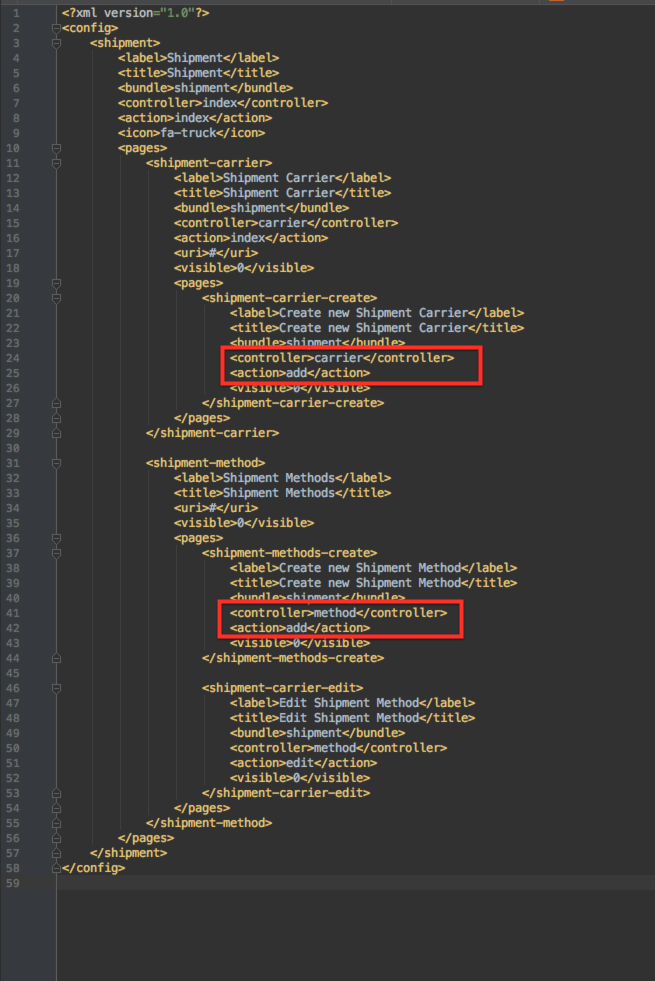 1 <?xml version="1.0"?>
2 <config>
3 <shipment>
4 <label>Shipment</label>
5 <title>Shipment</title>
6 <bundle>shipment</bundle>
7 <controller>index</controller>
8 <action>index</action>
9 <icon>fa-truck</icon>
10 <pages>
11 <shipment-carrier>
12 <label>Shipment Carrier</label>
13 <title>Shipment Carrier</title>
14 <bundle>shipment</bundle>
15 <controller>carrier</controller>
16 <action>index</action>
17 <uri>#</uri>
18 <visible>0</visible>
19 <pages>
20 <shipment-carrier-create>
21 <label>Create new Shipment Carrier</label>
22 <title>Create new Shipment Carrier</title>
23 <bundle>shipment</bundle>
24 <controller>carrier</controller>
25 <action>add</action>
26 <visible>0</visible>
27 </shipment-carrier-create>
28 </pages>
29 </shipment-carrier>
30
31 <shipment-method>
32 <label>Shipment Methods</label>
33 <title>Shipment Methods</title>
34 <uri>#</uri>
35 <visible>0</visible>
36 <pages>
37 <shipment-methods-create>
38 <label>Create new Shipment Method</label>
39 <title>Create new Shipment Method</title>
40 <bundle>shipment</bundle>
41 <controller>method</controller>
42 <action>add</action>
43 <visible>0</visible>
44 </shipment-methods-create>
45
46 <shipment-carrier-edit>
47 <label>Edit Shipment Method</label>
48 <title>Edit Shipment Method</title>
49 <bundle>shipment</bundle>
50 <controller>method</controller>
51 <action>edit</action>
52 <visible>0</visible>
53 </shipment-carrier-edit>
54 </pages>
55 </shipment-method>
56 </pages>
57 </shipment>
58 </config>
59